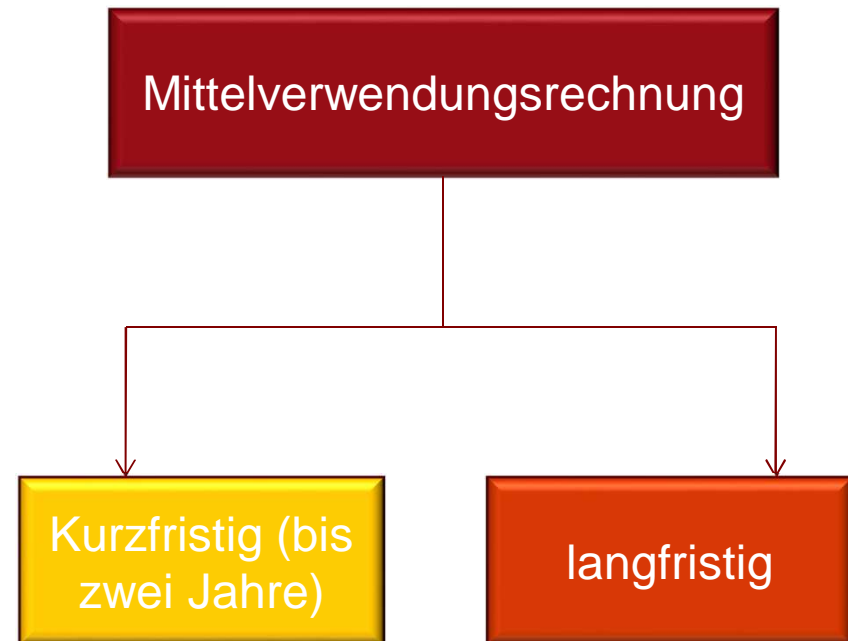 Mittelverwendungsrechnung
Kurzfristig (bis
zwei Jahre)
langfristig